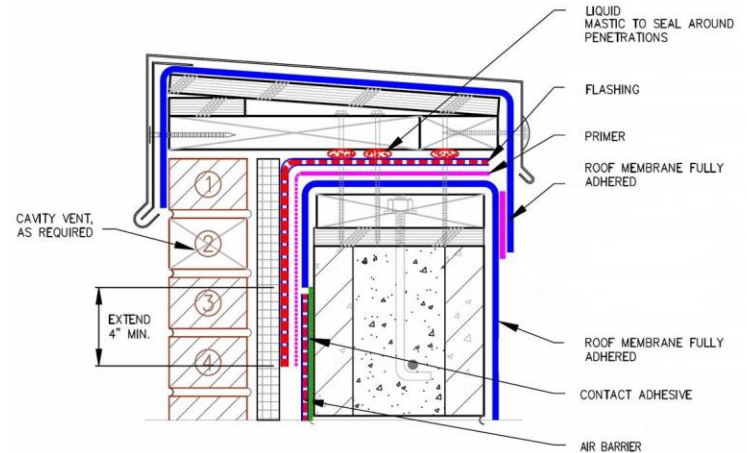 LIQUID
MASTIC TO SEAL AROUND
PENETRATIONS
FLASHING
PRIMER
ROOF MEMBRANE FULLY
ADHERED
1
CAVITY VENT,
AS REQUIRED
2
3
EXTEND
4" MIN.
4
ROOF MEMBRANE FULLY
ADHERED
CONTACT ADHESIVE
AIR BARRIER